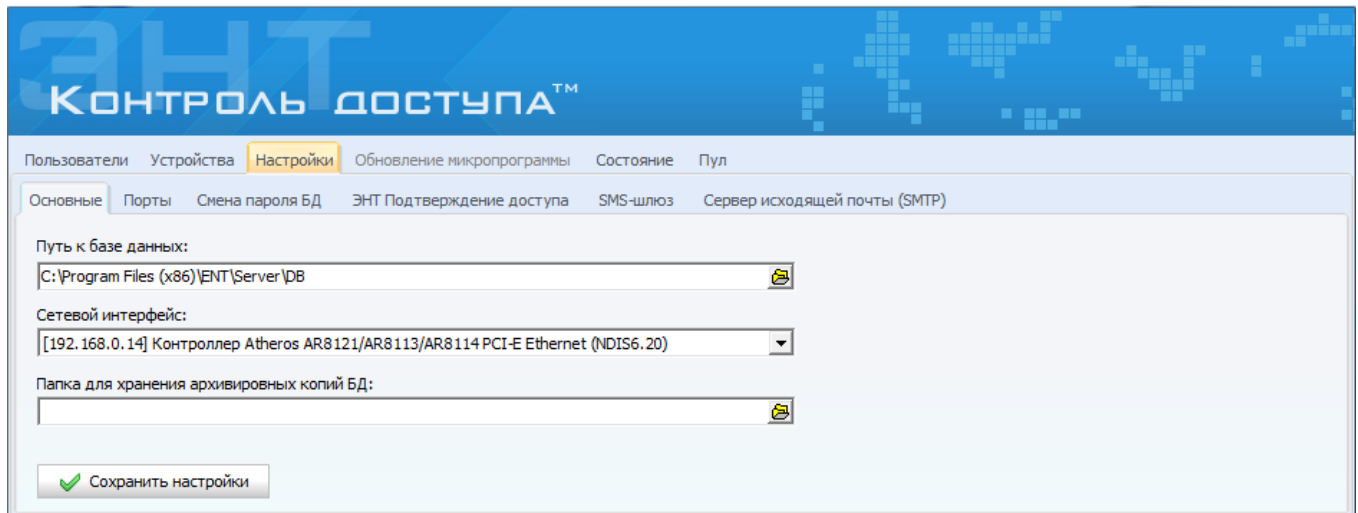 ЭНТ
Контроль доступа™
Пользователи Устройства Настройки Обновление микропрограммы Состояние Пул
Основные Порты Смена пароля БД ЭНТ Подтверждение доступа SMS-шлюз Сервер исходящей почты (SMTP)
Путь к базе данных:
C:\Program Files (x86)\ENT\Server\DB
Сетевой интерфейс:
[192.168.0.14] Контроллер Atheros AR8121/AR8113/AR8114 PCI-E Ethernet (NDIS6.20)
Папка для хранения архивировных копий БД:
Сохранить настройки